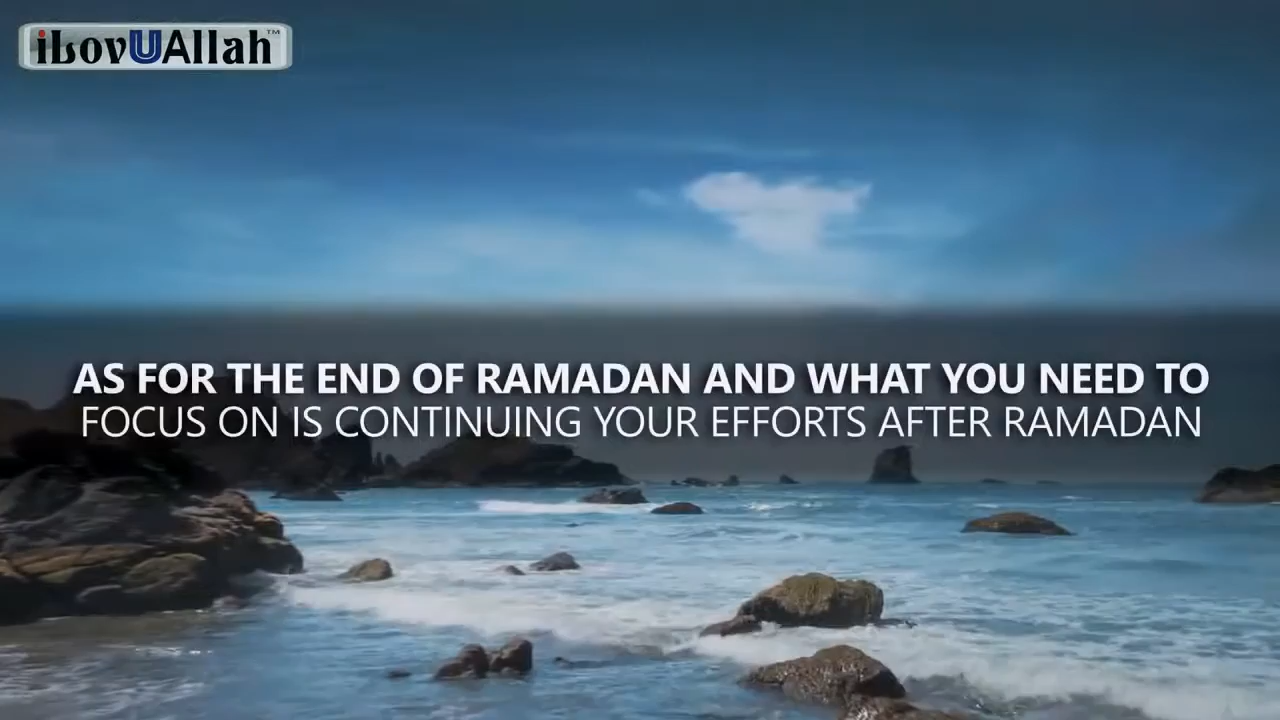 iLovUAllah™
AS FOR THE END OF RAMADAN AND WHAT YOU NEED TO
FOCUS ON IS CONTINUING YOUR EFFORTS AFTER RAMADAN